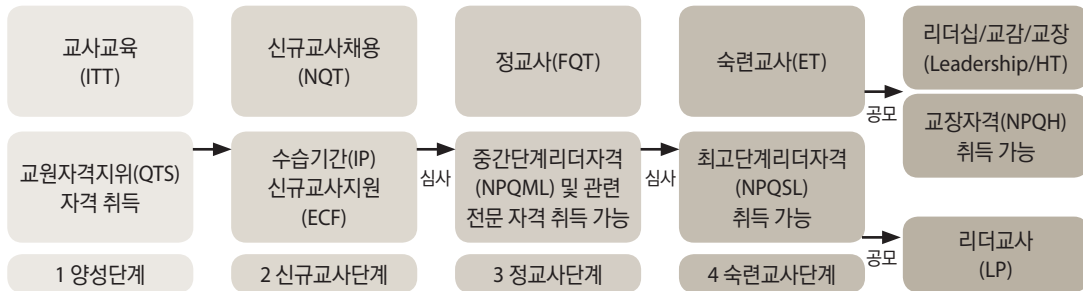 교사교육
(ITT)
신규교사채용
(NQT)
정교사(FQT)
숙련교사(ET)
공모
리더십/교감/교장
(Leadership/HT)
교장자격(NPQH)
취득 가능
교원자격지위(QTS)
자격 취득
수습기간(IP)
신규교사지원
(ECF)
심사
중간단계리더자격
(NPQML) 및 관련
전문 자격 취득 가능
심사
최고단계리더자격
(NPQSL)
취득 가능
공모
리더교사
(LP)
1 양성단계
2 신규교사단계
3 정교사단계
4 숙련교사단계